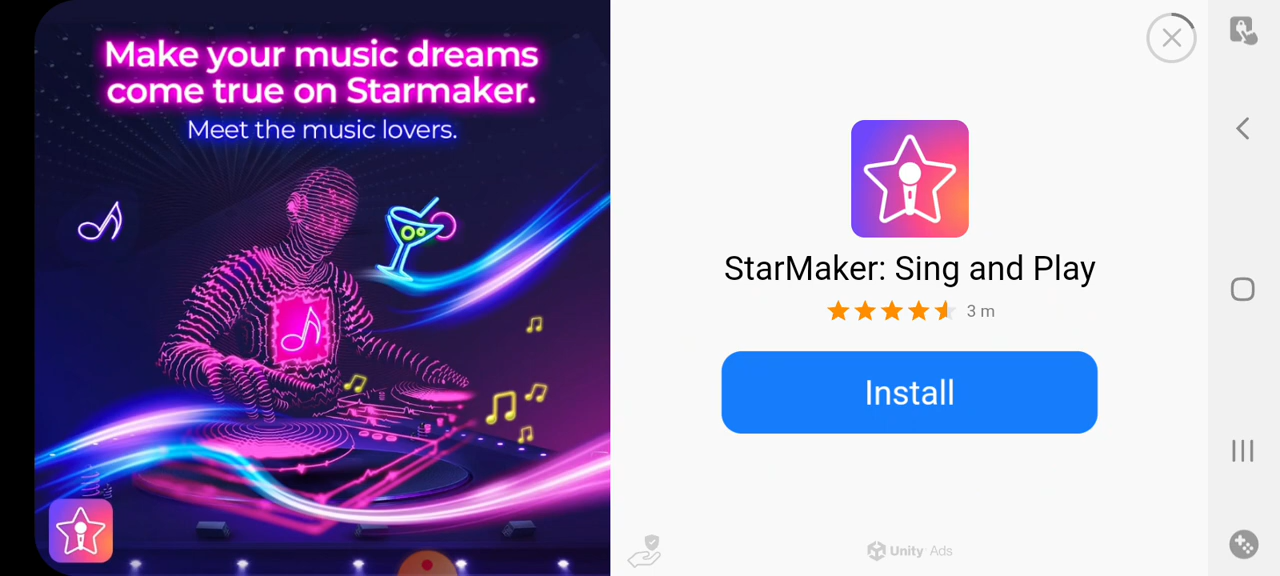 Make your music dreams
come true on Starmaker.
Meet the music lovers.
StarMaker: Sing and Play
3 m
Install
Unity Ads